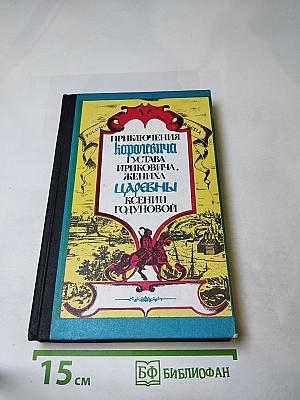 ПРИКЛЮЧЕНИЯ
КОРОЛЕВИЧА
ГУСТАВА
ИРИКОВИЧА,
ЖЕНИХА
ЦАРЕВНЫ
КСЕНИИ
ГОДУНОВОЙ
15 см
БФ БИБЛИОФАН